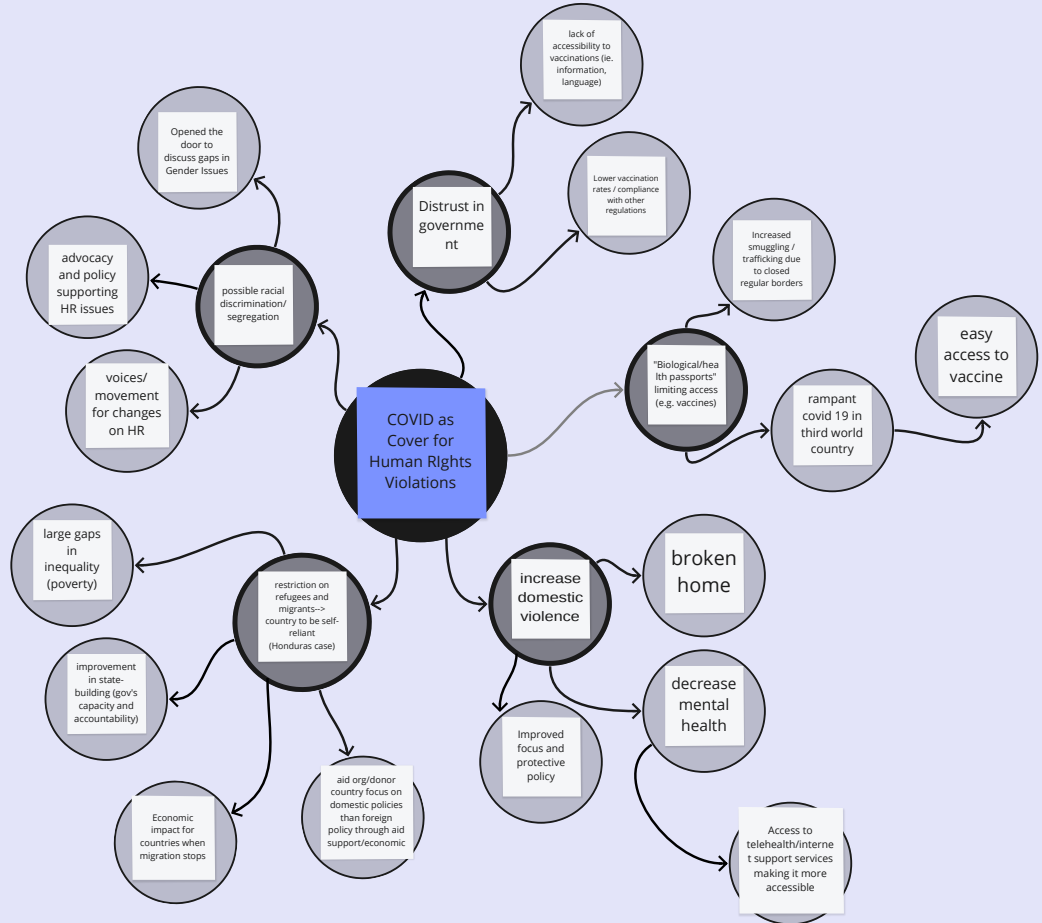 lack of
accessibility to
vaccinations (ie.
information,
language)
Opened the
door to
discuss gaps in
Gender Issues
Lower vaccination
rates / compliance
with other
regulations
Distrust in
governme
nt
advocacy
and policy
supporting
HR issues
possible racial
discrimination/
segregation
Increased
smuggling /
trafficking due
to closed
regular borders
voices/
movement
for changes
on HR
COVID as
Cover for
Human RIghts
Violations
"Biological/hea
lth passports"
limiting access
(e.g. vaccines)
easy
access to
vaccine
rampant
covid 19 in
third world
country
large gaps
in
inequality
(poverty)
restriction on
refugees and
migrants-->
country to be self-
reliant
(Honduras case)
increase
domestic
violence
broken
home
improvement
in state-
building (gov's
capacity and
accountability)
decrease
mental
health
Improved
focus and
protective
policy
Economic
impact for
countries when
migration stops
aid org/donor
country focus on
domestic policies
than foreign
policy through aid
support/economic
Access to
telehealth/interne
t support services
making it more
accessible